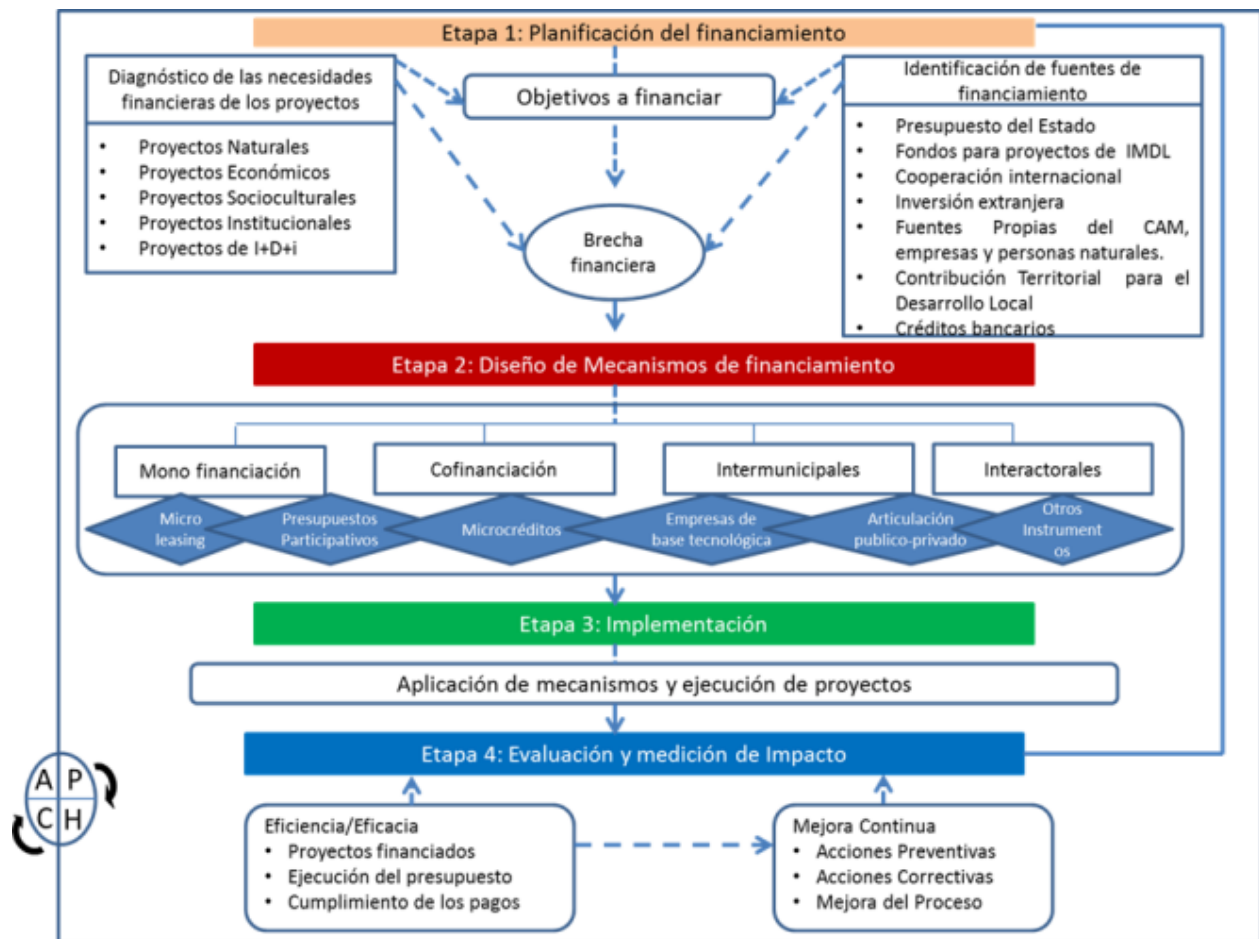 Etapa 1: Planificación del financiamiento
Diagnóstico de las necesidades
financieras de los proyectos
• Proyectos Naturales
• Proyectos Económicos
• Proyectos Socioculturales
• Proyectos Institucionales
• Proyectos de I+D+i
Objetivos a financiar
Brecha
financiera
Identificación de fuentes de
financiamiento
• Presupuesto del Estado
• Fondos para proyectos de IMDL
• Cooperación internacional
• Inversión extranjera
• Fuentes Propias del CAM,
empresas y personas naturales.
• Contribución Territorial para el
Desarrollo Local
• Créditos bancarios
Etapa 2: Diseño de Mecanismos de financiamiento
Mono financiación
Cofinanciación
Intermunicipales
Interactorales
Micro
leasing
Presupuestos
Participativos
Microcréditos
Empresas de
base tecnológica
Articulación
publico-privado
Otros
Instrument
os
Etapa 3: Implementación
Aplicación de mecanismos y ejecución de proyectos
Etapa 4: Evaluación y medición de Impacto
A P
C H
Eficiencia/Eficacia
• Proyectos financiados
• Ejecución del presupuesto
• Cumplimiento de los pagos
Mejora Continua
• Acciones Preventivas
• Acciones Correctivas
• Mejora del Proceso